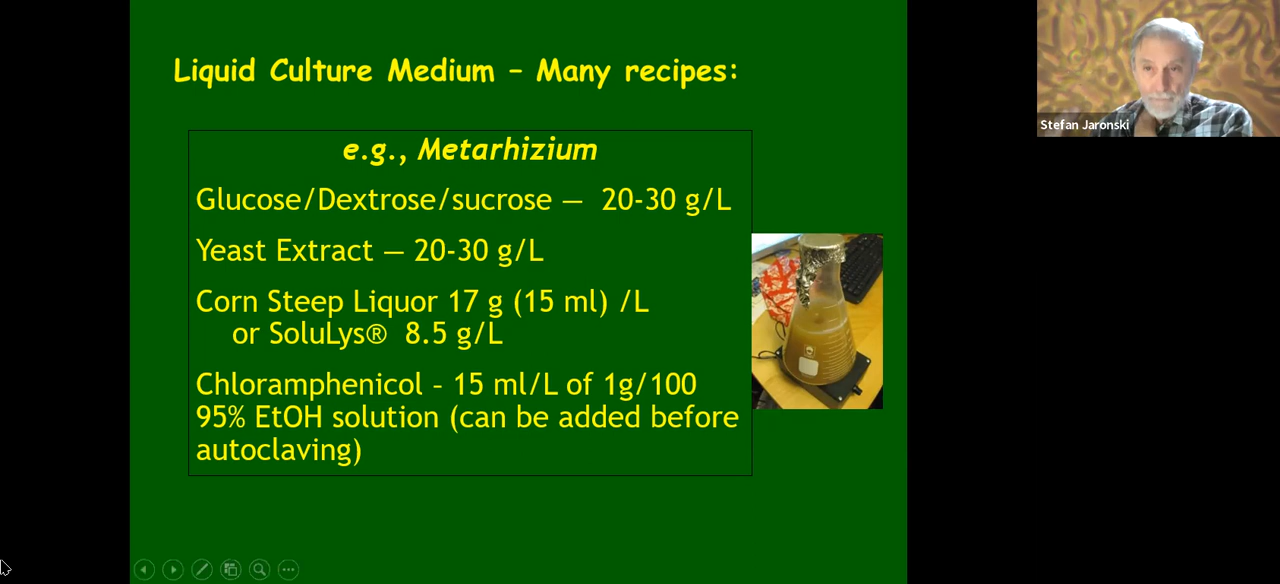 Liquid Culture Medium – Many recipes:
e.g., Metarhizium
Glucose/Dextrose/sucrose — 20-30 g/L
Yeast Extract — 20-30 g/L
Corn Steep Liquor 17 g (15 ml) /L
or SoluLys® 8.5 g/L
Chloramphenicol – 15 ml/L of 1g/100
95% EtOH solution (can be added before
autoclaving)
Stefan Jaronski